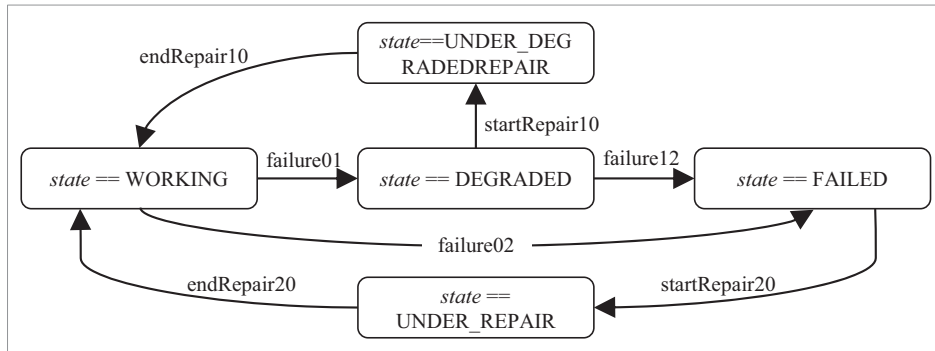 state==UNDER_DEG
RADEDREPAIR
endRepair10
startRepair10
failure01
failure12
state == WORKING
state == DEGRADED
state == FAILED
failure02
endRepair20
startRepair20
state ==
UNDER_REPAIR